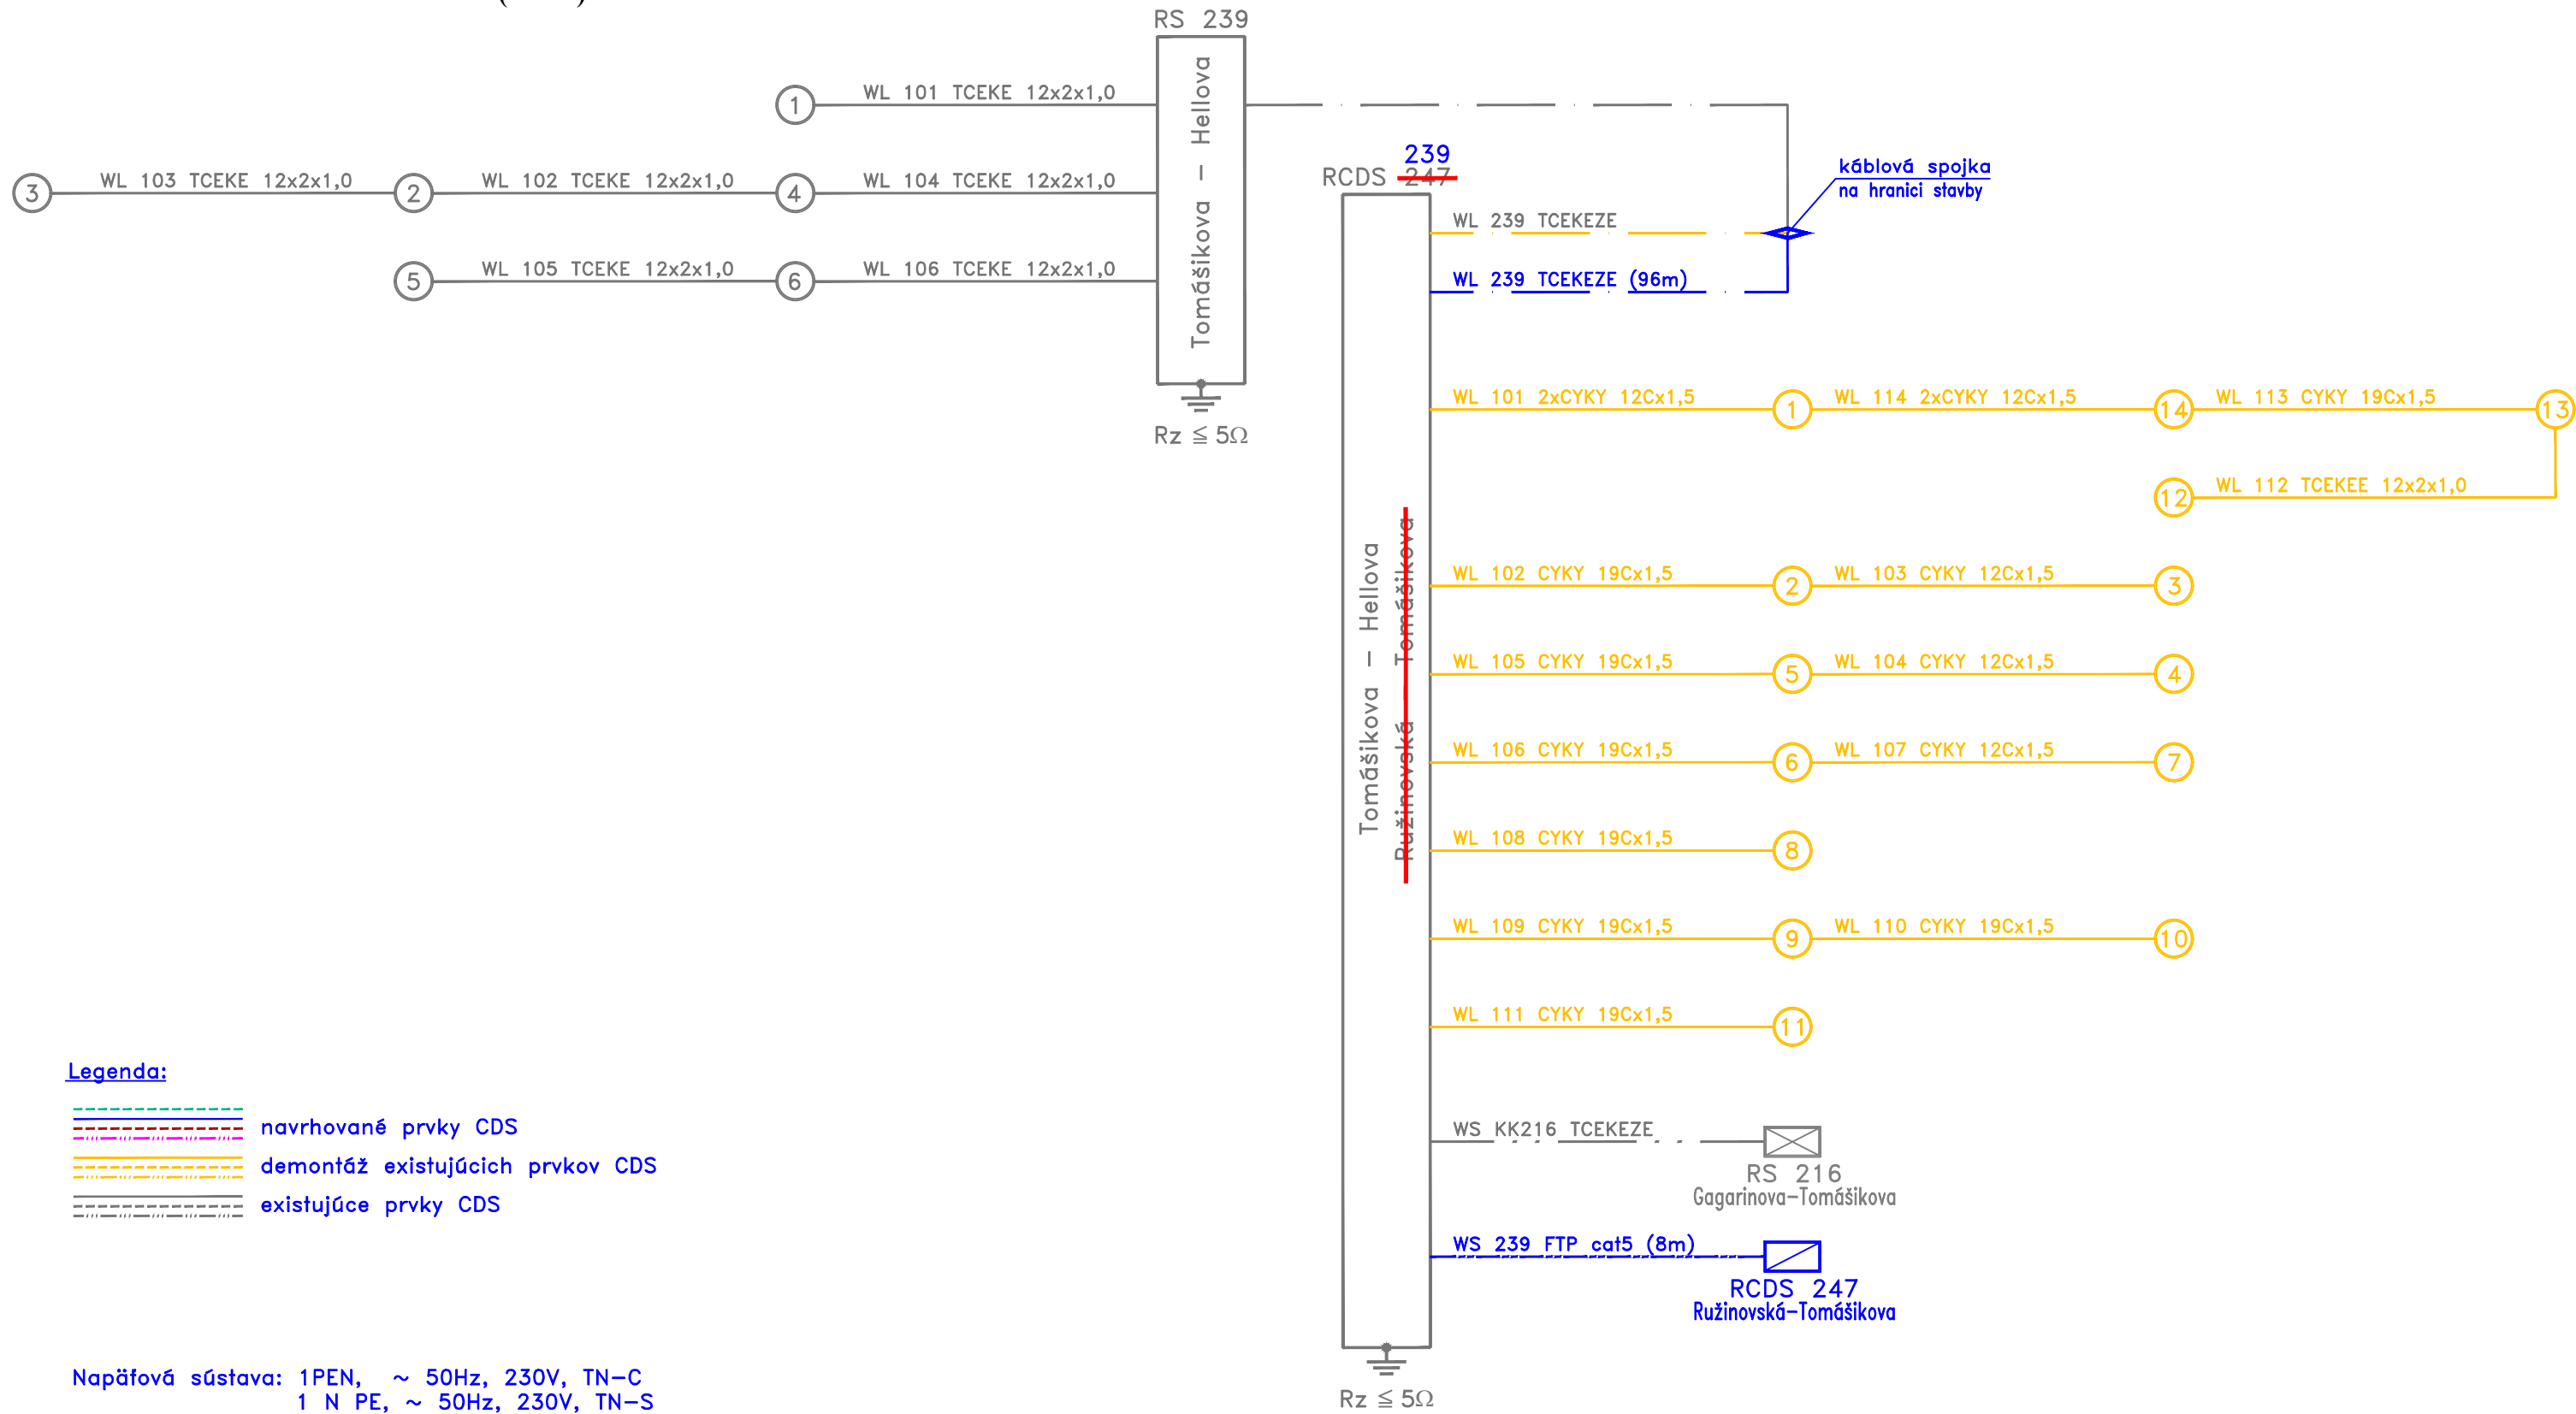 RS 239
Tomášikova - Hellova
1
WL 101 TCEKE 12x2x1,0
3
WL 103 TCEKE 12x2x1,0
2
WL 102 TCEKE 12x2x1,0
4
WL 104 TCEKE 12x2x1,0
5
WL 105 TCEKE 12x2x1,0
6
WL 106 TCEKE 12x2x1,0
Rz ≦ 5Ω
239
RCDS 247
Tomášikova - Hellova
Ružinovská Tomášikova
káblová spojka
na hranici stavby
WL 239 TCEKEZE
WL 239 TCEKEZE (96m)
WL 101 2xCYKY 12Cx1,5
1
WL 114 2xCYKY 12Cx1,5
14
WL 113 CYKY 19Cx1,5
13
12
WL 112 TCEKEE 12x2x1,0
WL 102 CYKY 19Cx1,5
2
WL 103 CYKY 12Cx1,5
3
WL 105 CYKY 19Cx1,5
5
WL 104 CYKY 12Cx1,5
4
WL 106 CYKY 19Cx1,5
6
WL 107 CYKY 12Cx1,5
7
WL 108 CYKY 19Cx1,5
8
WL 109 CYKY 19Cx1,5
9
WL 110 CYKY 19Cx1,5
10
WL 111 CYKY 19Cx1,5
11
WS KK216 TCEKEZE
RS 216
Gagarinova-Tomášikova
WS 239 FTP cat5 (8m)
RCDS 247
Ružinovská-Tomášikova
Rz ≦ 5Ω
Legenda:
navrhované prvky CDS
demontáž existujúcich prvkov CDS
existujúce prvky CDS
Napäťová sústava: 1PEN, ~ 50Hz, 230V, TN-C
1 N PE, ~ 50Hz, 230V, TN-S